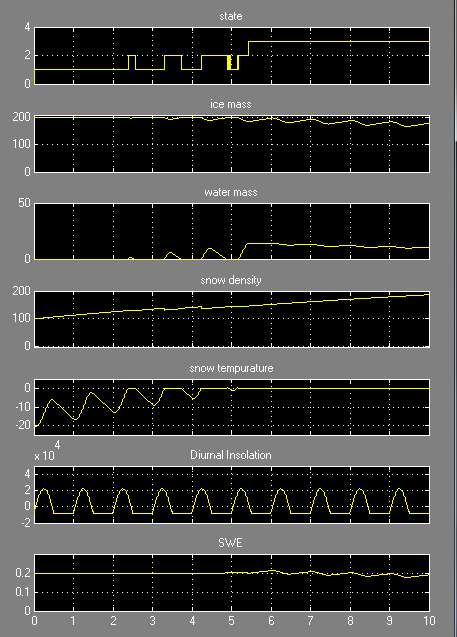 state
4
2
0
ice mass
200
100
0
water mass
50
0
snow density
200
100
0
snow tempurature
0
-10
-20
x 10^4
Diurnal Insolation
4
2
0
-2
SWE
0.2
0.1
0
0 1 2 3 4 5 6 7 8 9 10